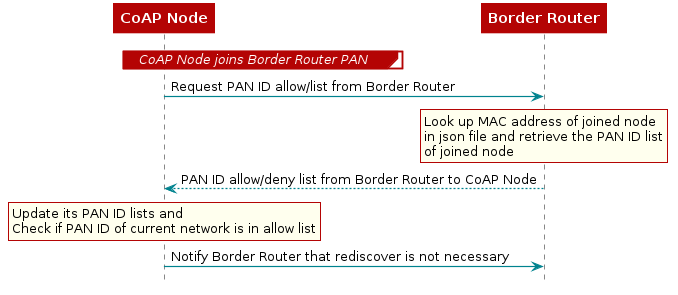 CoAP Node
Border Router
CoAP Node joins Border Router PAN
Request PAN ID allow/list from Border Router
Look up MAC address of joined node
in json file and retrieve the PAN ID list
of joined node
PAN ID allow/deny list from Border Router to CoAP Node
Update its PAN ID lists and
Check if PAN ID of current network is in allow list
Notify Border Router that rediscover is not necessary